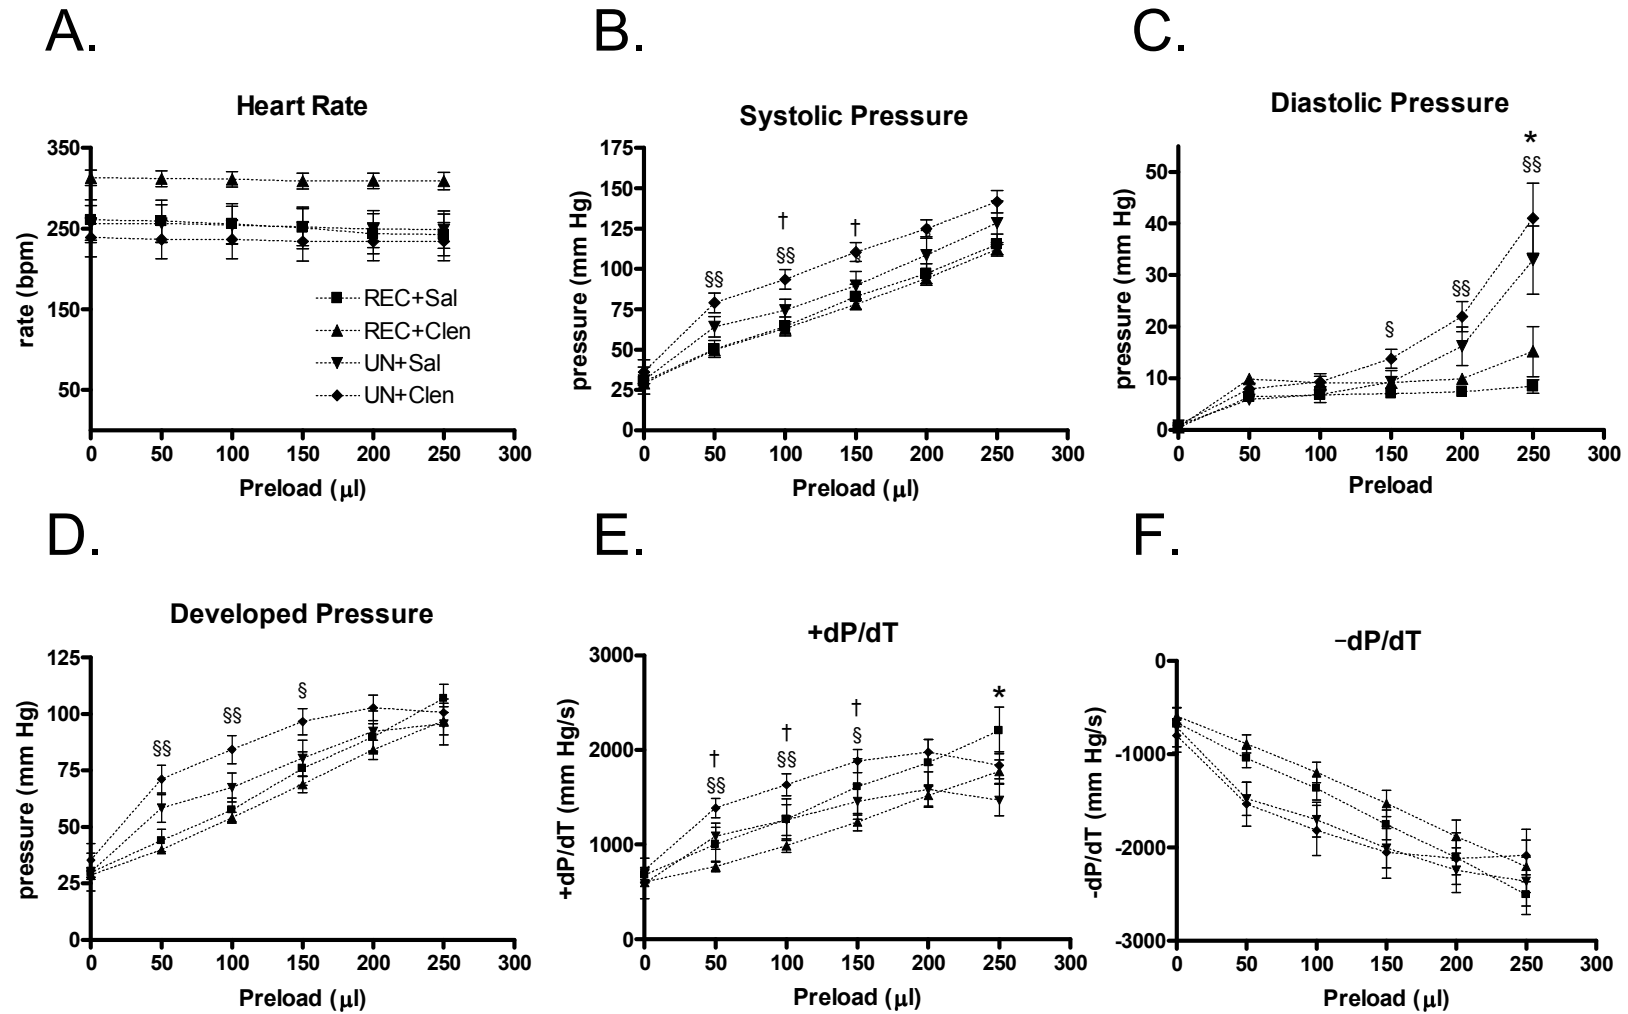 A.
B.
C.
Heart Rate
350
250
150
50
rate (bpm)
0 50 100 150 200 250 300
Preload (μl)
REC+Sal
REC+Clen
UN+Sal
UN+Clen
Systolic Pressure
175
150
125
100
75
50
25
0
pressure (mm Hg)
§§
†
§§
†
0 50 100 150 200 250 300
Preload (μl)
Diastolic Pressure
50
40
30
20
10
0
pressure (mm Hg)
§
§§
*
§§
0 50 100 150 200 250 300
Preload
D.
E.
F.
Developed Pressure
125
100
75
50
25
0
pressure (mm Hg)
§§
§§
§
0 50 100 150 200 250 300
Preload (μl)
+dP/dT
3000
2000
1000
0
+dP/dT (mm Hg/s)
†
§§
†
§§
†
§
*
0 50 100 150 200 250 300
Preload (μl)
−dP/dT
0
-1000
-2000
-3000
-dP/dT (mm Hg/s)
0 50 100 150 200 250 300
Preload (μl)